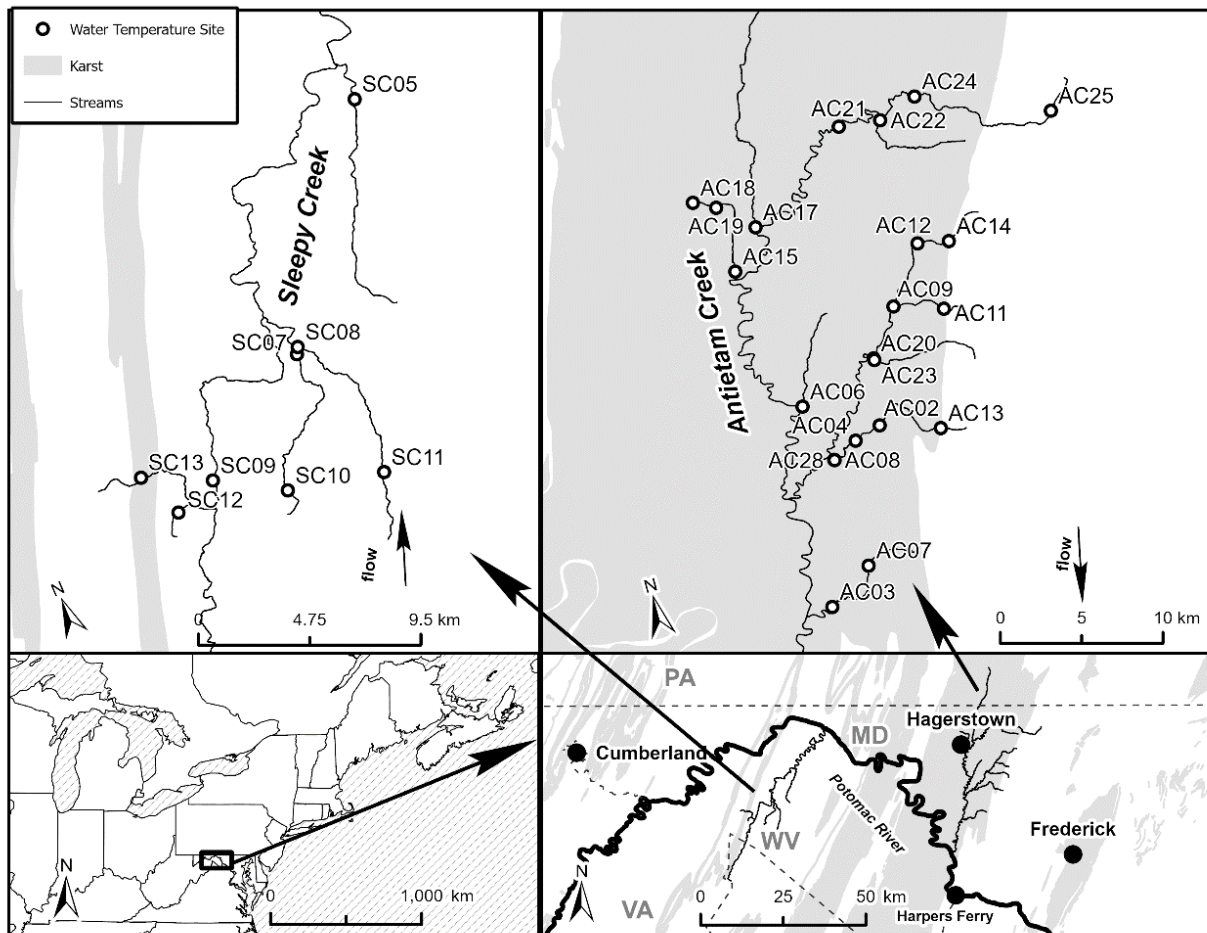 Water Temperature Site
Karst
Streams
SC05
Sleepy Creek
SC08
SC07
SC13
SC09
SC10
SC11
SC12
flow
N
0
4.75
9.5 km
AC24
AC25
AC21
AC22
AC18
AC19
AC17
AC12
AC14
AC15
AC09
AC11
Antietam Creek
AC20
AC23
AC06
AC02
AC13
AC04
AC28
AC08
AC07
AC03
flow
N
0
5
10 km
N
0
1,000 km
PA
MD
Hagerstown
Cumberland
Potomac River
Frederick
WV
N
0
25
50 km
VA
Harpers Ferry